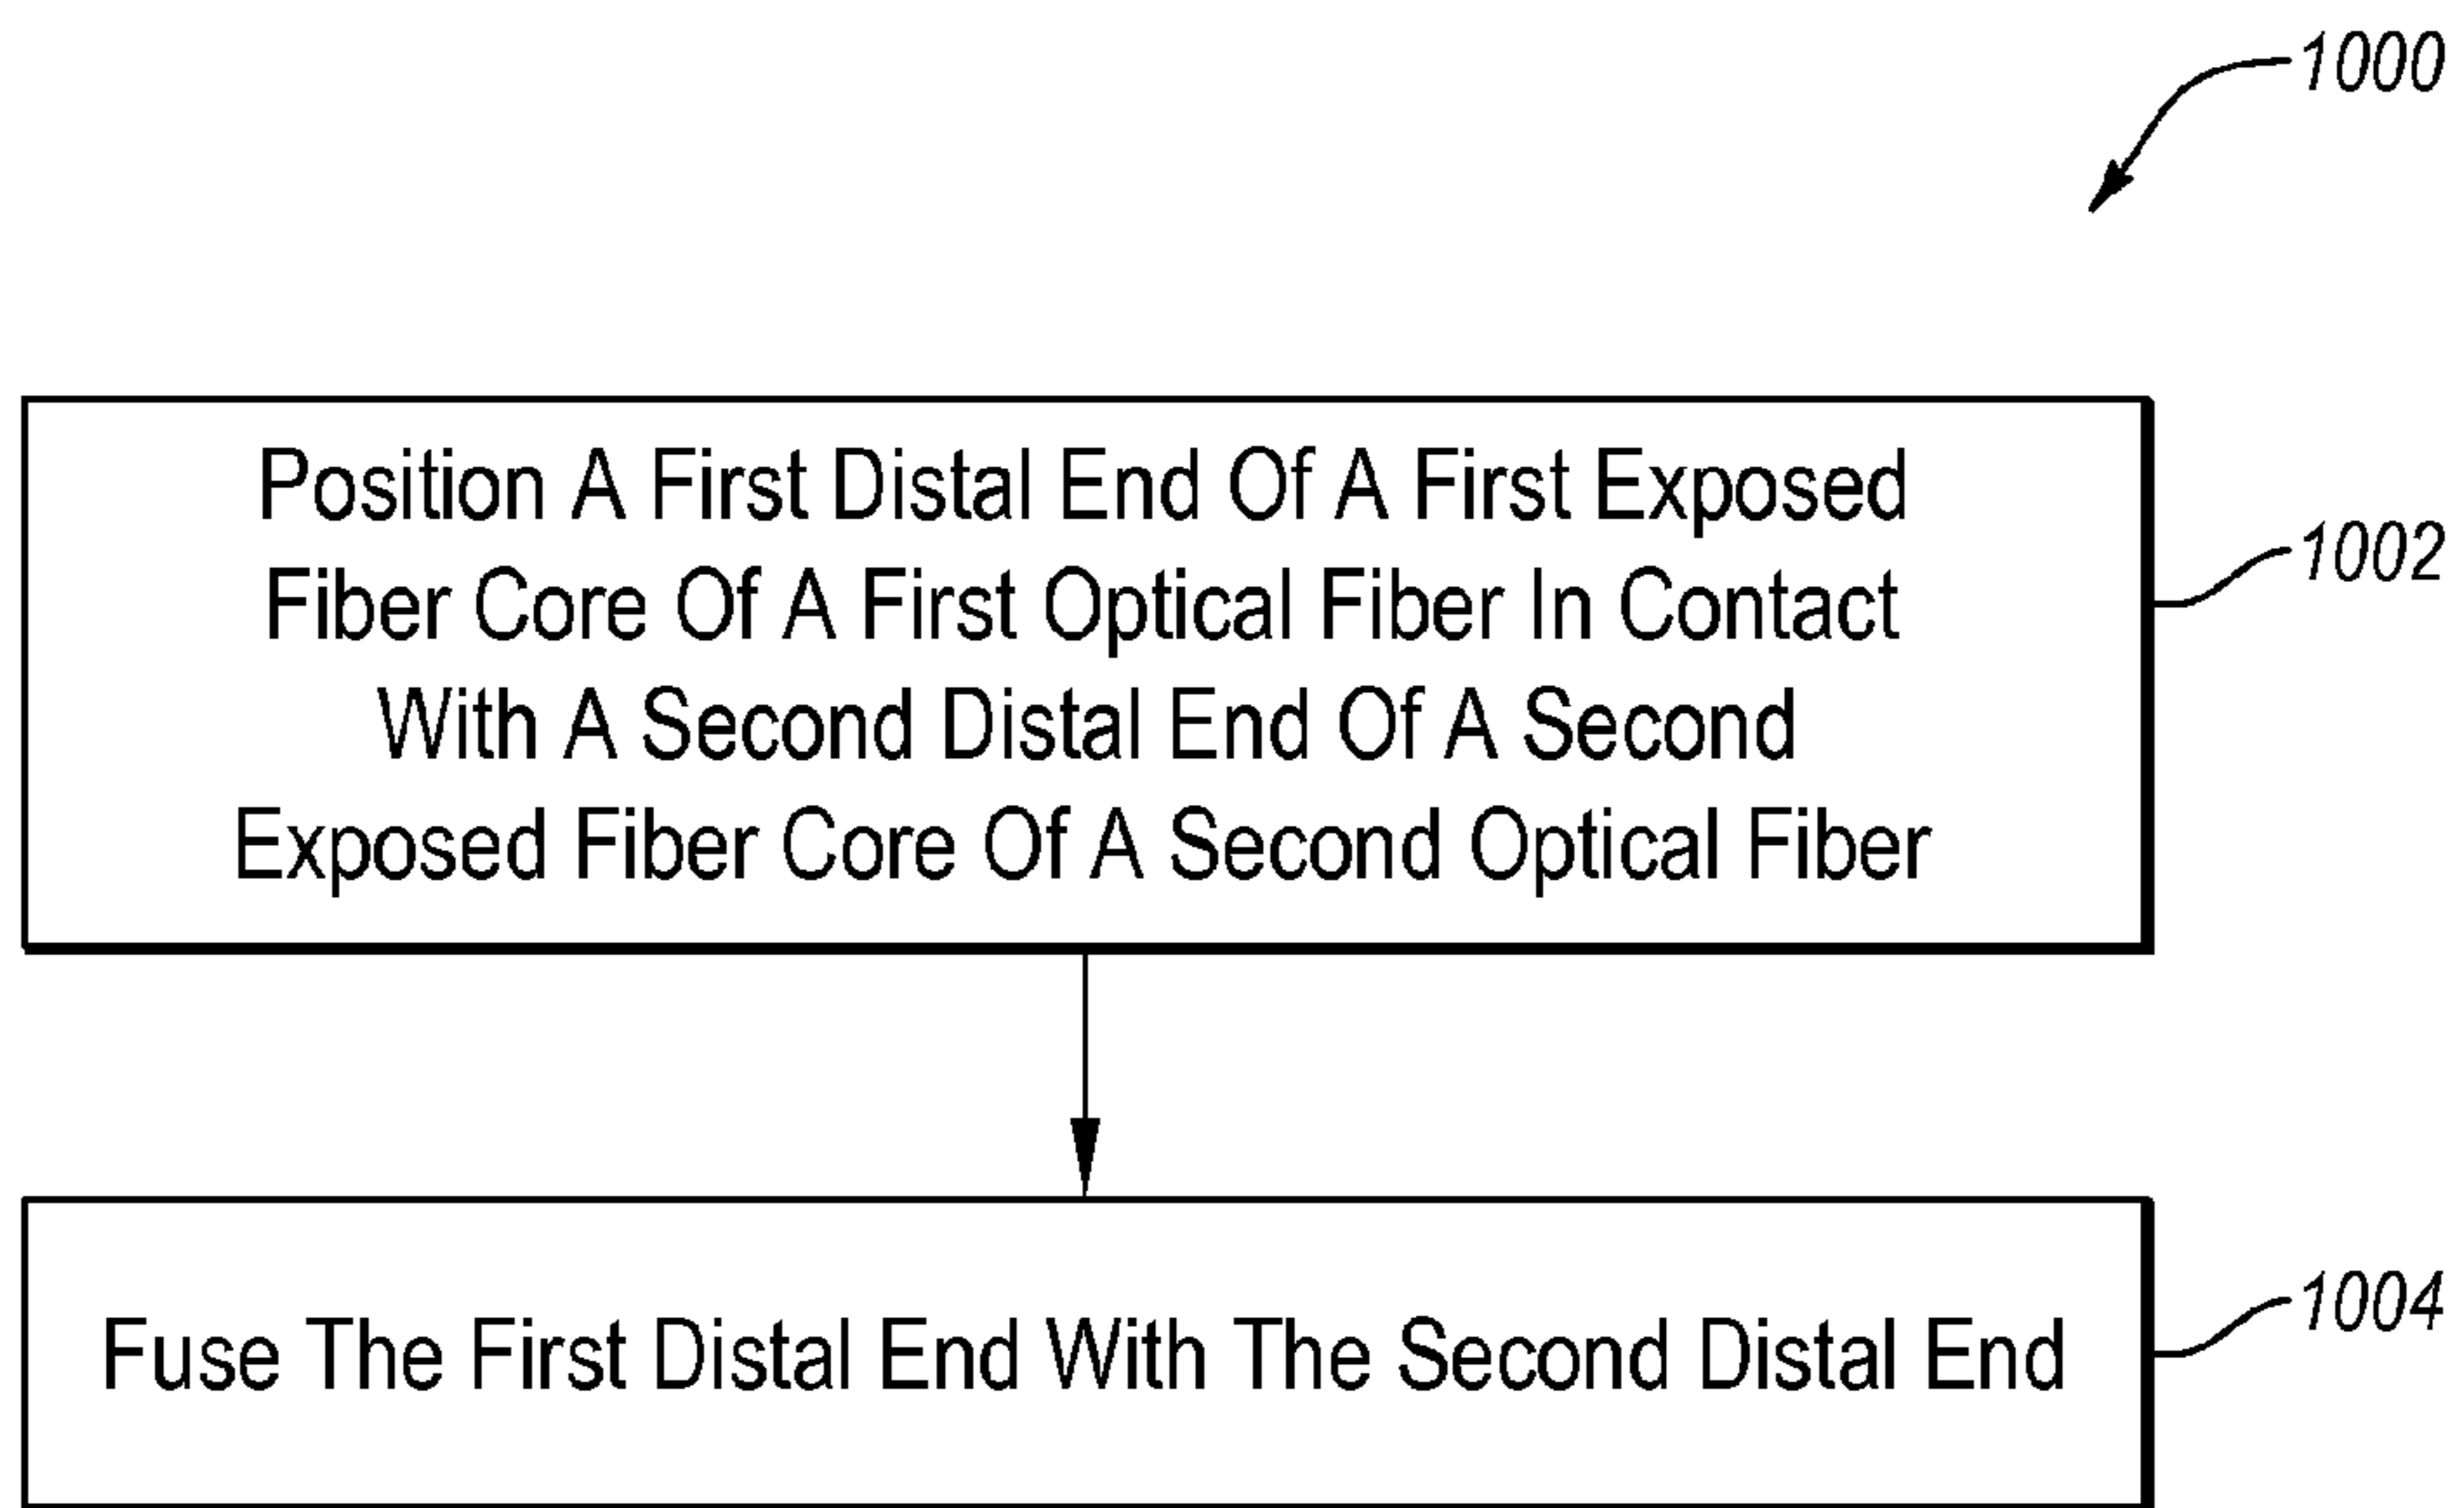 1000
Position A First Distal End Of A First Exposed
Fiber Core Of A First Optical Fiber In Contact
With A Second Distal End Of A Second
Exposed Fiber Core Of A Second Optical Fiber
1002
Fuse The First Distal End With The Second Distal End
1004